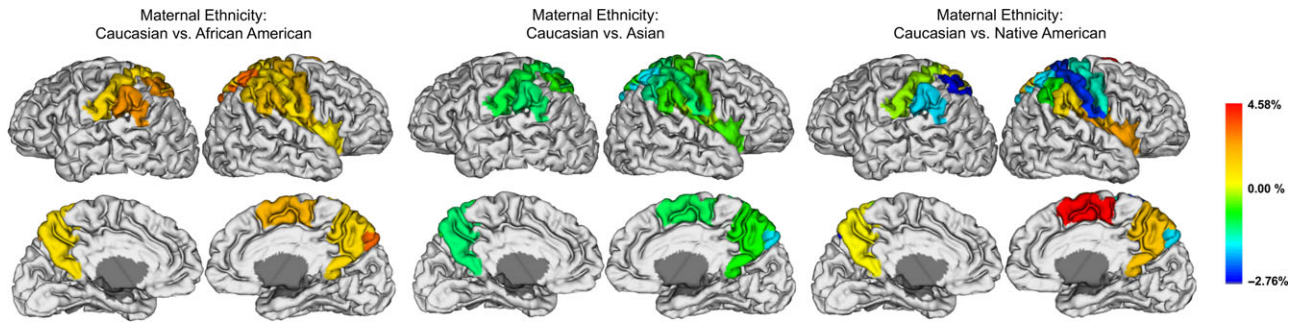 Maternal Ethnicity:
Caucasian vs. African American
Maternal Ethnicity:
Caucasian vs. Asian
Maternal Ethnicity:
Caucasian vs. Native American
4.58%
0.00 %
−2.76%